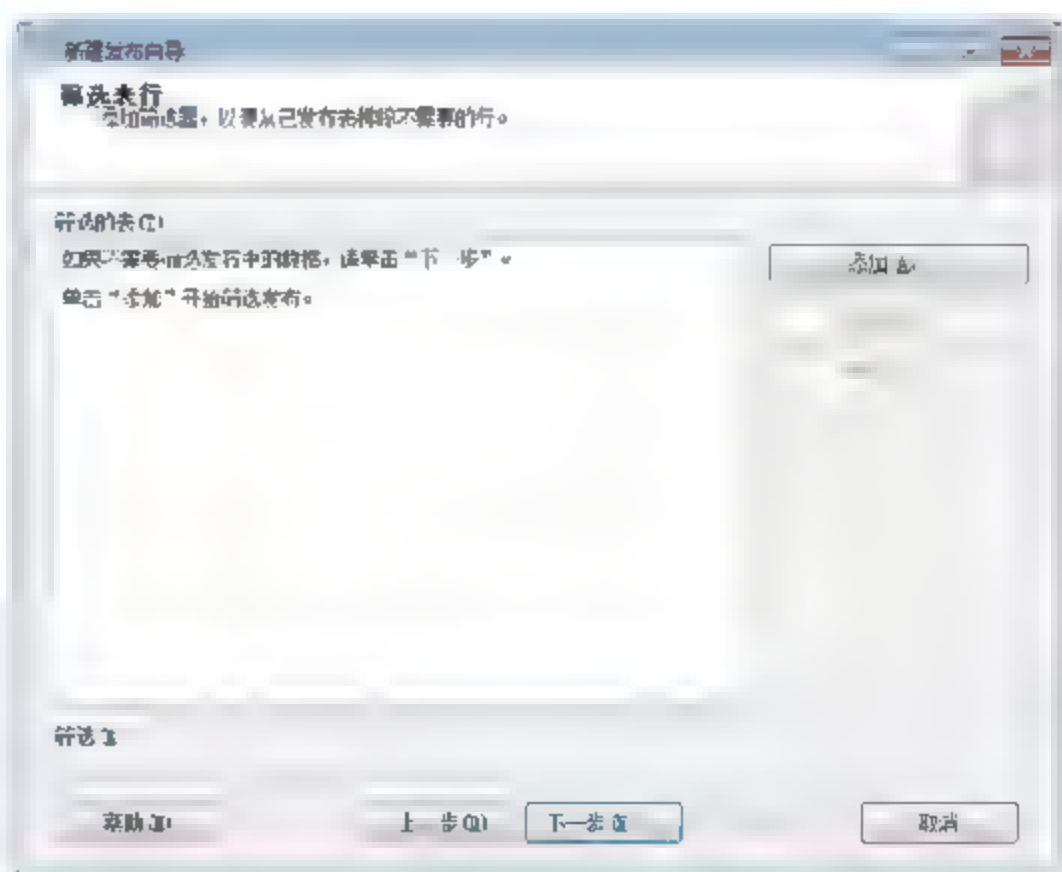 新建发布向导
筛选表行
添加筛选器，以便从已发布表排除不需要的行。
筛选的表(T)
如果不需要筛选发布中的数据，请单击“下一步”。
单击“添加”开始筛选发布。
添加(A)
筛选
帮助(H)
上一步(B)
下一步(N)
取消